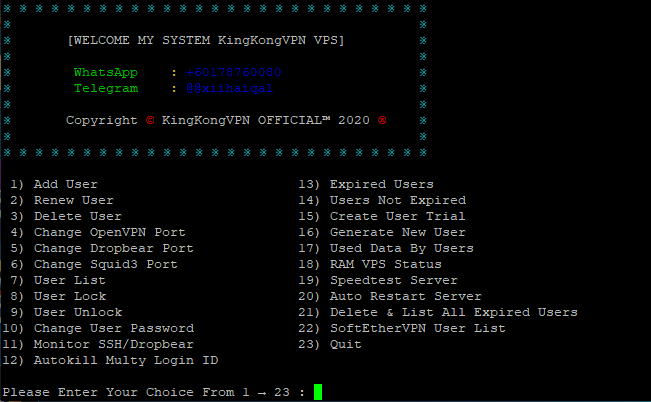 [WELCOME MY SYSTEM KingKongVPN VPS]
WhatsApp : +60178760080
Telegram : @@xiihaiqal
Copyright © KingKongVPN OFFICIAL™ 2020 ®
1) Add User
2) Renew User
3) Delete User
4) Change OpenVPN Port
5) Change Dropbear Port
6) Change Squid3 Port
7) User List
8) User Lock
9) User Unlock
10) Change User Password
11) Monitor SSH/Dropbear
12) Autokill Multy Login ID
13) Expired Users
14) Users Not Expired
15) Create User Trial
16) Generate New User
17) Used Data By Users
18) RAM VPS Status
19) Speedtest Server
20) Auto Restart Server
21) Delete & List All Expired Users
22) SoftEtherVPN User List
23) Quit
Please Enter Your Choice From 1 → 23 :